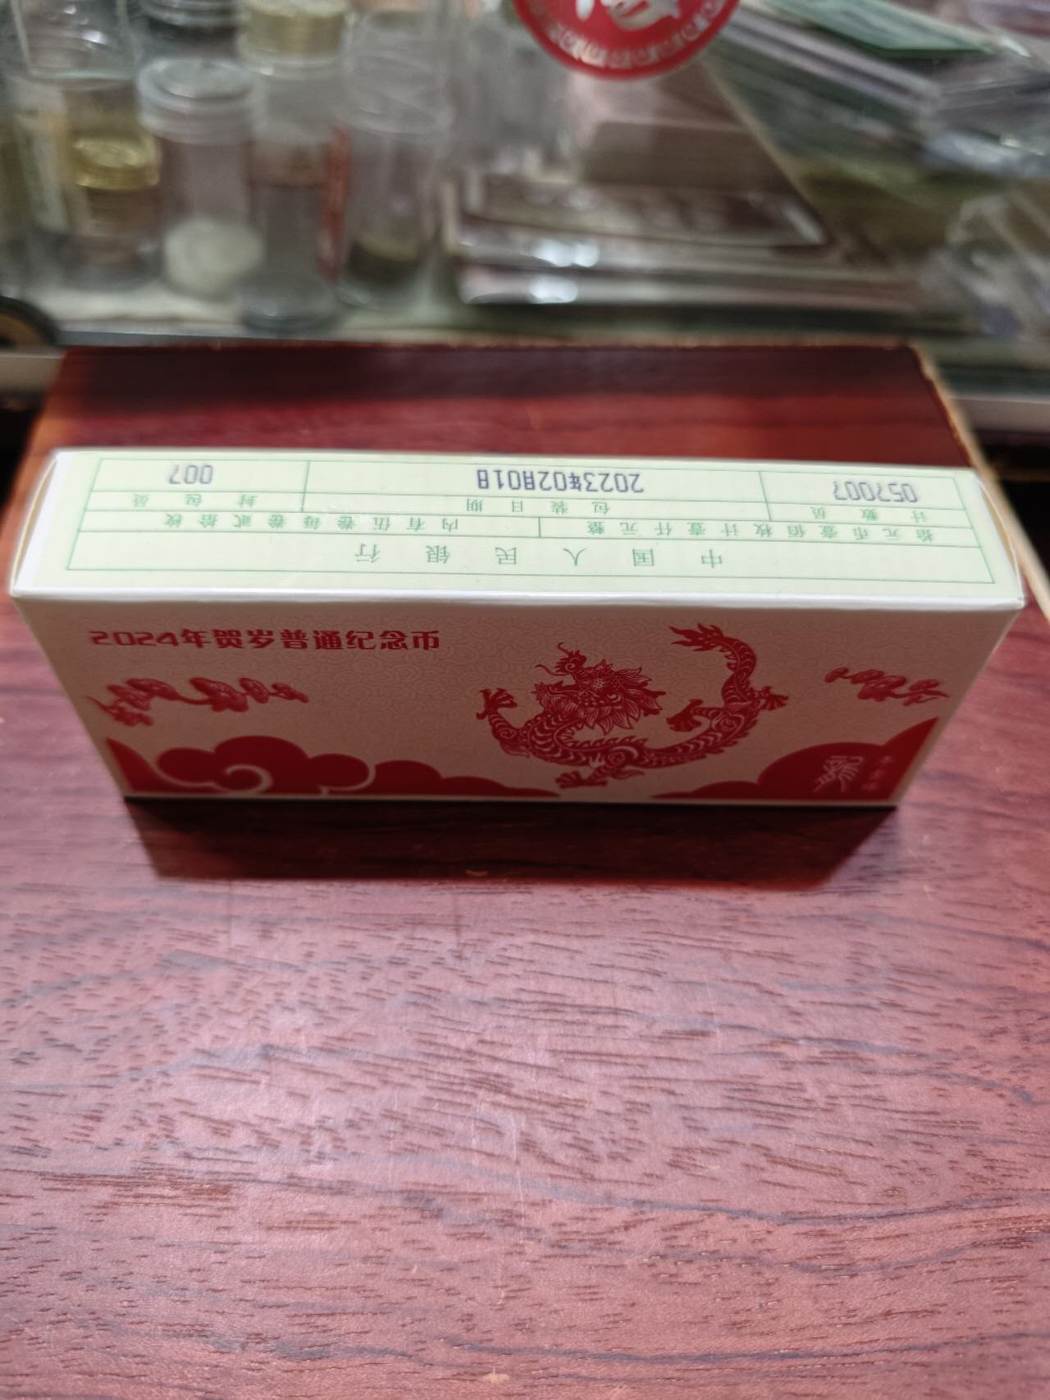 中国人民银行
拾元币壹佰枚计壹仟元整 内有伍卷每卷贰拾枚
计数员 包装日期 封包员
057007 2023年02月01日 007
2024年贺岁普通纪念币